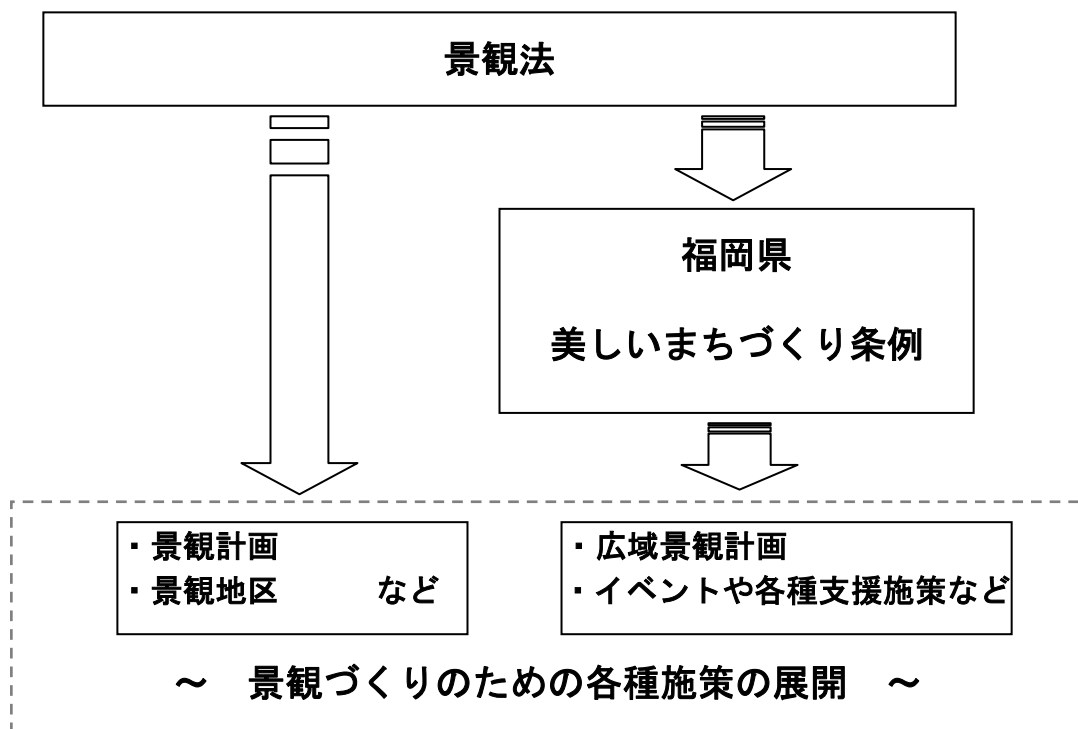 景観法
福岡県
美しいまちづくり条例
・景観計画
・景観地区　　　など
・広域景観計画
・イベントや各種支援施策など
～　景観づくりのための各種施策の展開　～